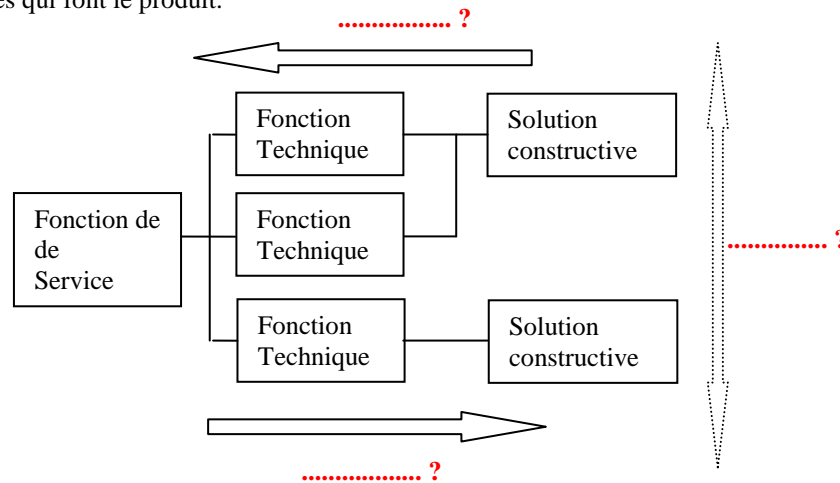 es qui font le produit.
................. ?
Fonction
Technique
Solution
constructive
Fonction de
de
Service
Fonction
Technique
............... ?
Fonction
Technique
Solution
constructive
.................. ?